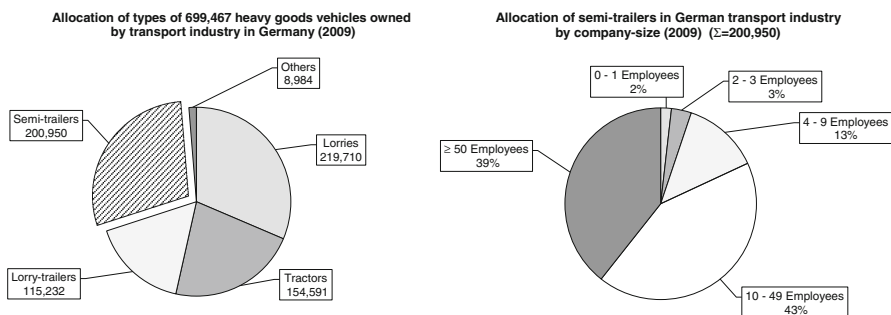 Allocation of types of 699,467 heavy goods vehicles owned
by transport industry in Germany (2009)
Others
8,984
Semi-trailers
200,950
Lorries
219,710
Lorry-trailers
115,232
Tractors
154,591
Allocation of semi-trailers in German transport industry
by company-size (2009) (Σ=200,950)
0 - 1 Employees
2%
2 - 3 Employees
3%
4 - 9 Employees
13%
≥ 50 Employees
39%
10 - 49 Employees
43%